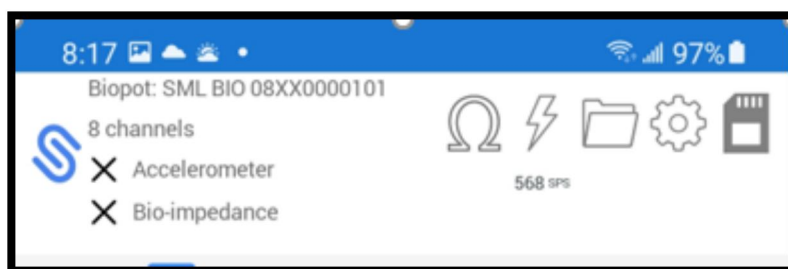 8:17 97%
Biopot: SML BIO 08XX0000101
8 channels
Accelerometer
568 SPS
Bio-impedance